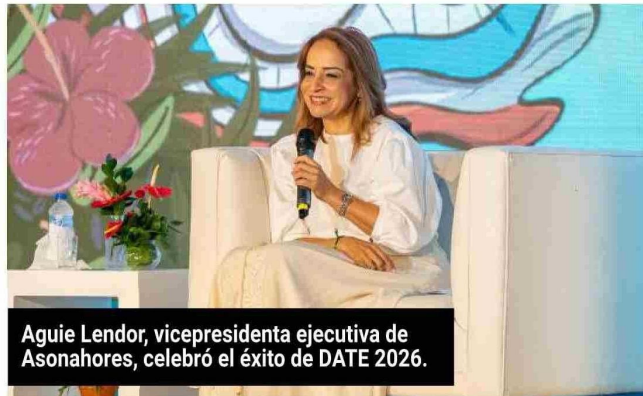 Aguie Lendor, vicepresidenta ejecutiva de
Asonahores, celebró el éxito de DATE 2026.